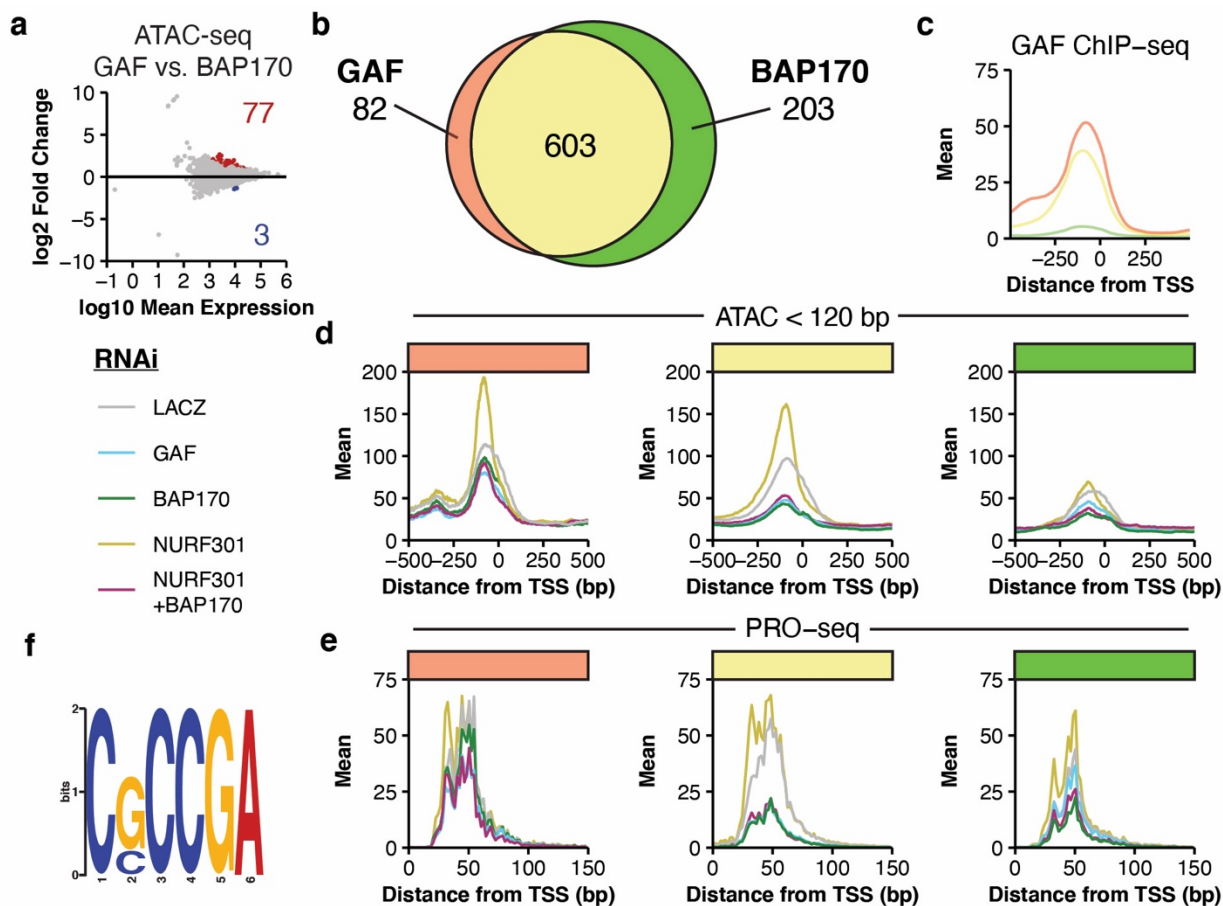 a
ATAC-seq
GAF vs. BAP170
log2 Fold Change
10
5
0
−5
−10
77
3
−1 0 1 2 3 4 5 6
log10 Mean Expression
b
GAF
82
603
BAP170
203
c
GAF ChIP−seq
Mean
75
50
25
0
−250 0 250
Distance from TSS
RNAi
LACZ
GAF
BAP170
NURF301
NURF301
+BAP170
d
ATAC < 120 bp
Mean
200
150
100
50
0
−500 −250 0 250 500
Distance from TSS (bp)
Mean
200
150
100
50
0
−500 −250 0 250 500
Distance from TSS (bp)
Mean
200
150
100
50
0
−500 −250 0 250 500
Distance from TSS (bp)
e
PRO−seq
Mean
75
50
25
0
0 50 100 150
Distance from TSS (bp)
Mean
75
50
25
0
0 50 100 150
Distance from TSS (bp)
Mean
75
50
25
0
0 50 100 150
Distance from TSS (bp)
f
bits
2
1
0
CGCCGA
C
1 2 3 4 5 6